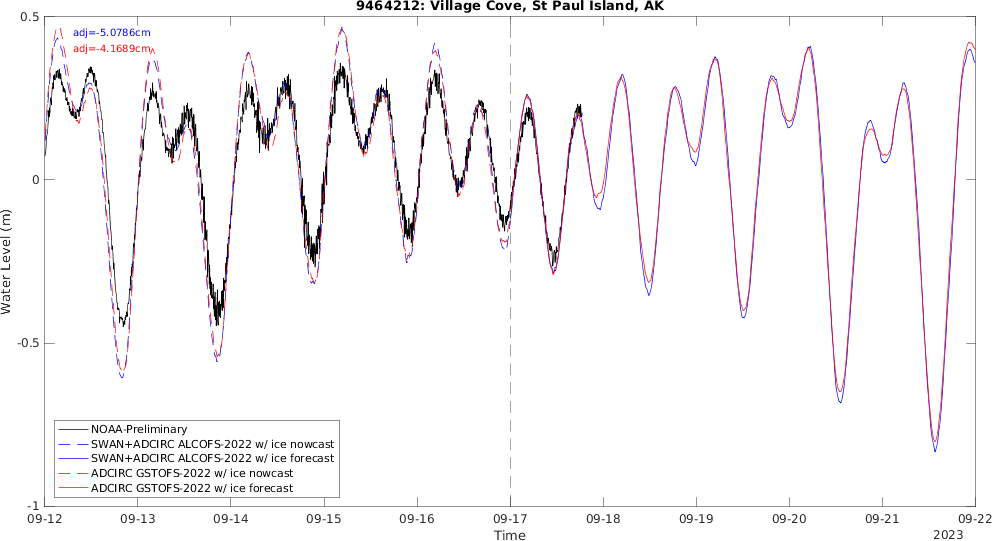 9464212: Village Cove, St Paul Island, AK
adj=-5.0786cm
adj=-4.1689cm
0.5
0
-0.5
-1
Water Level (m)
NOAA-Preliminary
SWAN+ADCIRC ALCOFS-2022 w/ ice nowcast
SWAN+ADCIRC ALCOFS-2022 w/ ice forecast
ADCIRC GSTOFS-2022 w/ ice nowcast
ADCIRC GSTOFS-2022 w/ ice forecast
09-12 09-13 09-14 09-15 09-16 09-17 09-18 09-19 09-20 09-21 09-22
Time
2023